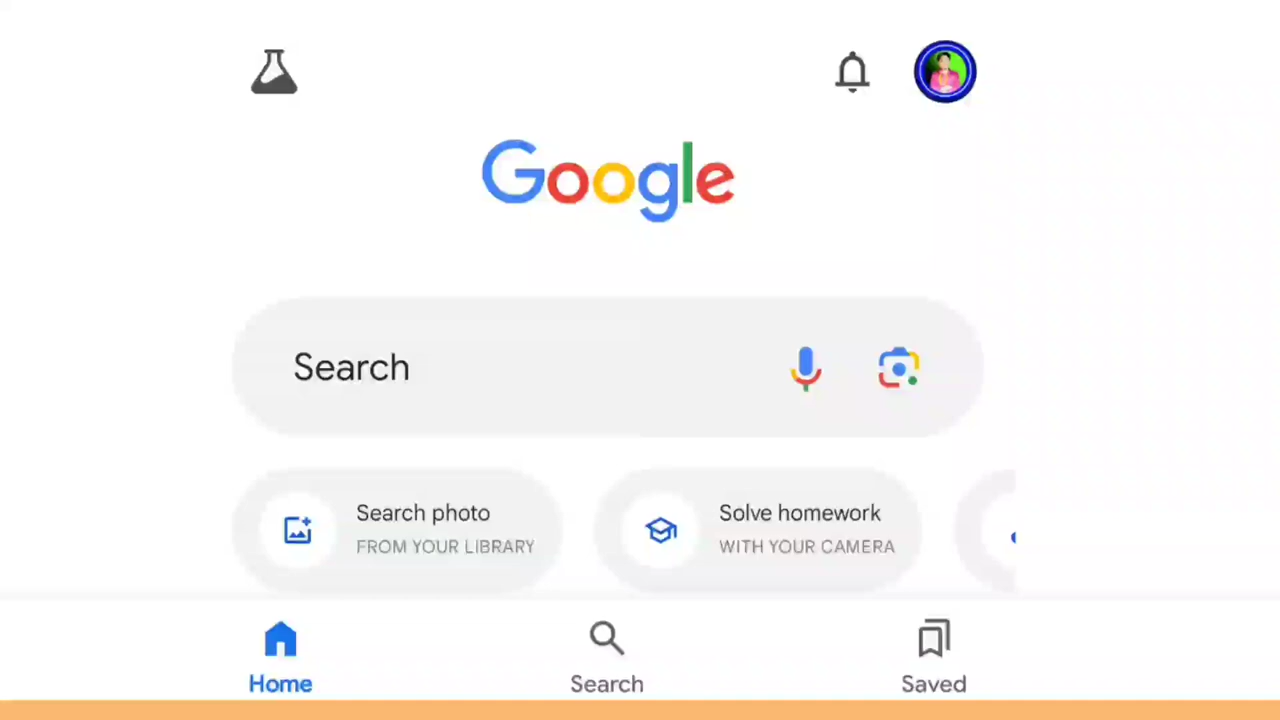 Google
Search
Search photo
FROM YOUR LIBRARY
Solve homework
WITH YOUR CAMERA
Home
Search
Saved